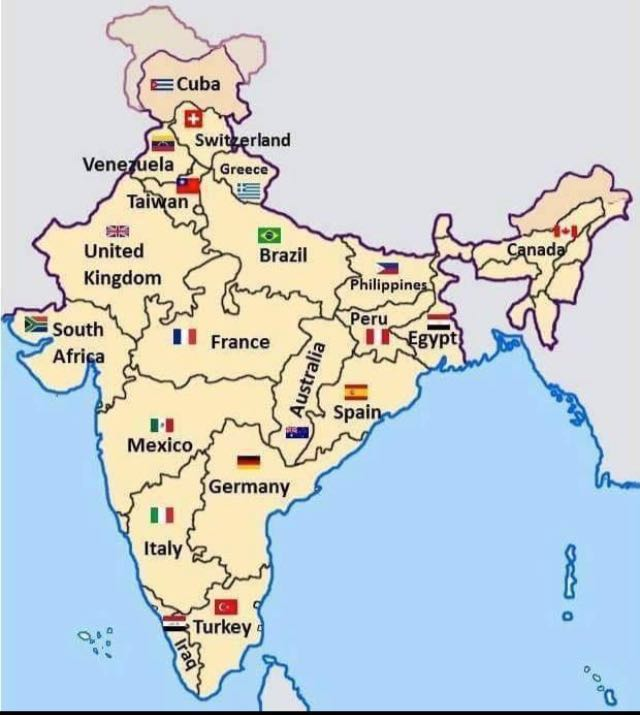 Cuba
Switzerland
Venezuela
Greece
Taiwan
United
Kingdom
Brazil
Canada
Philippines
South
Africa
France
Peru
Egypt
Australia
Spain
Mexico
Germany
Italy
Turkey
Iraq